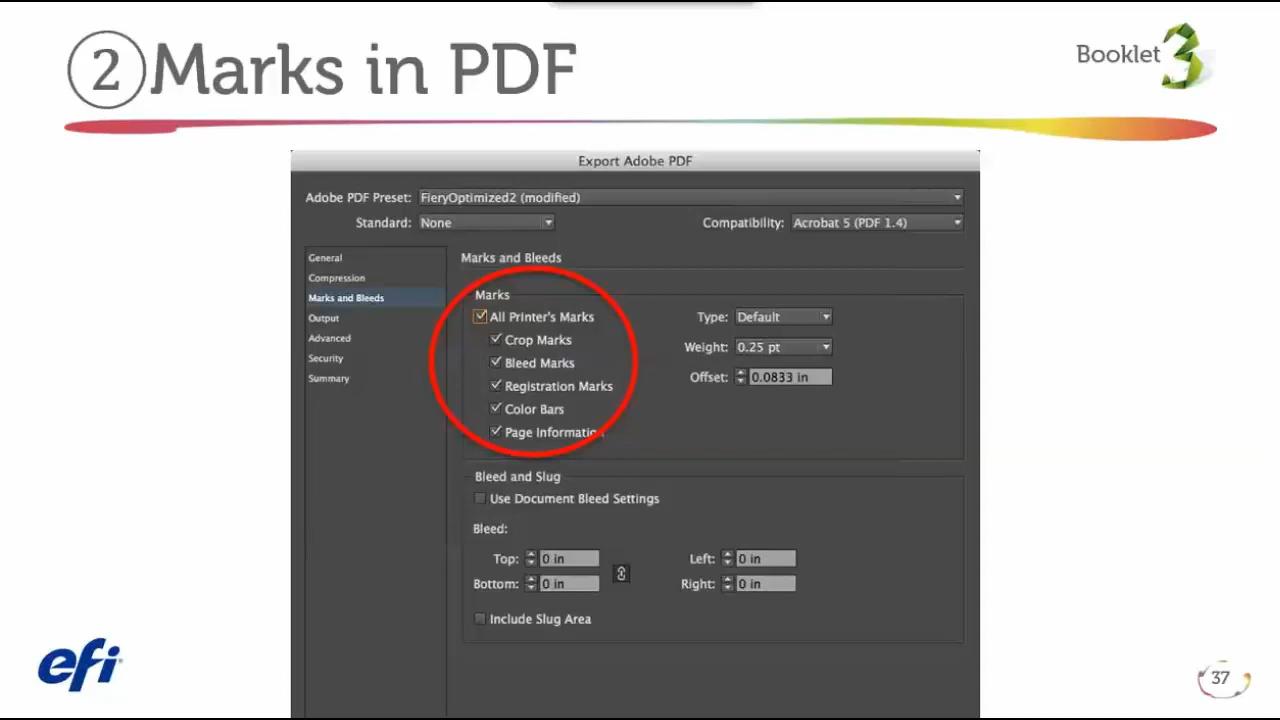 2 Marks in PDF
Booklet 3
Export Adobe PDF
Adobe PDF Preset: FieryOptimized2 (modified)
Standard: None
Compatibility: Acrobat 5 (PDF 1.4)
General
Compression
Marks and Bleeds
Output
Advanced
Security
Summary
Marks and Bleeds
Marks
All Printer's Marks
Crop Marks
Bleed Marks
Registration Marks
Color Bars
Page Information
Type: Default
Weight: 0.25 pt
Offset: 0.0833 in
Bleed and Slug
Use Document Bleed Settings
Bleed:
Top: 0 in
Bottom: 0 in
Left: 0 in
Right: 0 in
Include Slug Area
efi
37